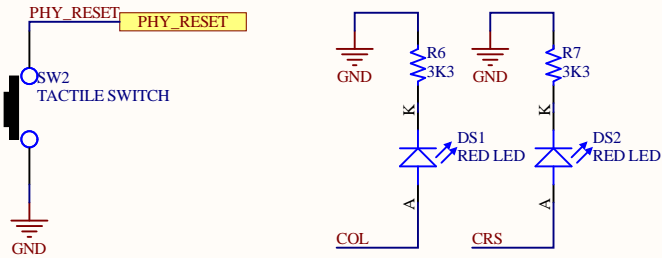 PHY_RESET
PHY_RESET
SW2
TACTILE SWITCH
GND
GND
R6
3K3
K
DS1
RED LED
A
COL
GND
R7
3K3
K
DS2
RED LED
A
CRS